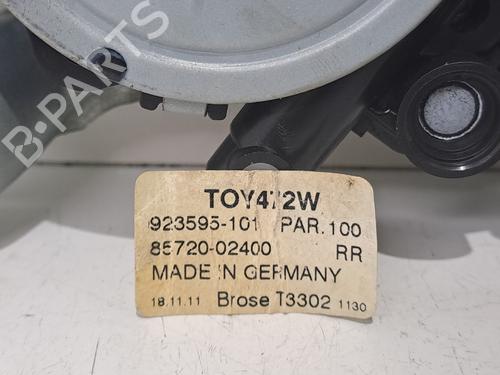 B-PARTS
TOY472W
923595-101 PAR.100
85720-02400 RR
MADE IN GERMANY
18.11.11 Brose T3302 1130